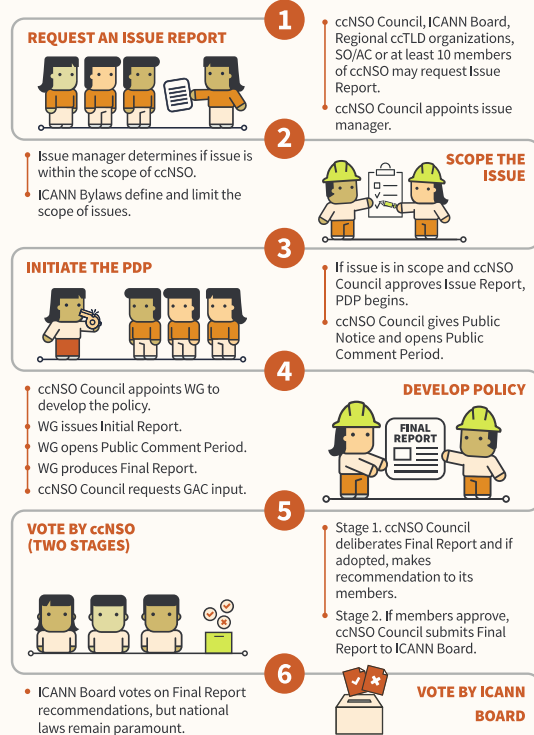 1
REQUEST AN ISSUE REPORT
ccNSO Council, ICANN Board,
Regional ccTLD organizations,
SO/AC or at least 10 members
of ccNSO may request Issue
Report.
ccNSO Council appoints issue
manager.
2
SCOPE THE
ISSUE
Issue manager determines if issue is
within the scope of ccNSO.
ICANN Bylaws define and limit the
scope of issues.
3
INITIATE THE PDP
If issue is in scope and ccNSO
Council approves Issue Report,
PDP begins.
ccNSO Council gives Public
Notice and opens Public
Comment Period.
4
DEVELOP POLICY
ccNSO Council appoints WG to
develop the policy.
WG issues Initial Report.
WG opens Public Comment Period.
WG produces Final Report.
ccNSO Council requests GAC input.
FINAL
REPORT
5
VOTE BY ccNSO
(TWO STAGES)
Stage 1. ccNSO Council
deliberates Final Report and if
adopted, makes
recommendation to its
members.
Stage 2. If members approve,
ccNSO Council submits Final
Report to ICANN Board.
6
VOTE BY ICANN
BOARD
ICANN Board votes on Final Report
recommendations, but national
laws remain paramount.